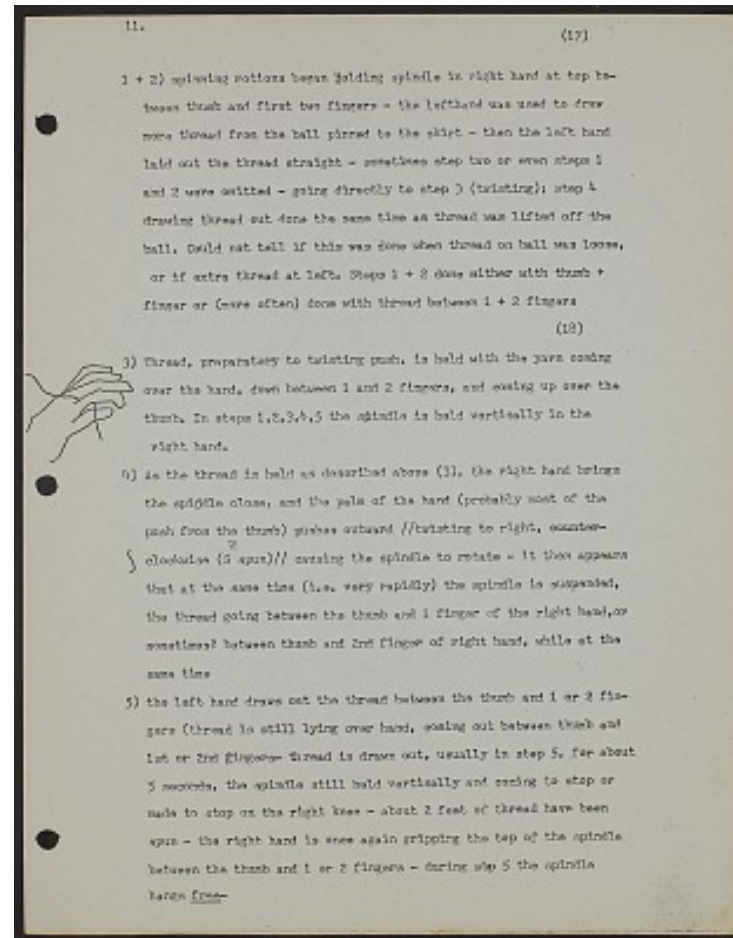 11.
(17)
1 + 2) spinning motions began holding spindle in right hand at top be-
tween thumb and first two fingers - the lefthand was used to draw
more thread from the ball pinned to the skirt - then the left hand
laid out the thread straight - sometimes step two or even steps 1
and 2 were omitted - going directly to step 3 (twisting); step 4
drawing thread out done the same time as thread was lifted off the
ball. Could not tell if this was done when thread on ball was loose,
or if extra thread at left. Steps 1 + 2 done either with thumb +
finger or (more often) done with thread between 1 + 2 fingers
(18)
3) Thread, preparatory to twisting push, is held with the yarn coming
over the hand, down between 1 and 2 fingers, and coming up over the
thumb. In steps 1,2,3,4,5 the spindle is held vertically in the
right hand.
4) As the thread is held as described above (3), the right hand brings
the spindle close, and the palm of the hand (probably most of the
push from the thumb) pushes outward //twisting to right, counter-
clockwise (S spun)// causing the spindle to rotate - it then appears
that at the same time (i.e. very rapidly) the spindle is suspended,
the thread going between the thumb and 1 finger of the right hand,or
sometimes? between thumb and 2nd finger of right hand, while at the
same time
5) the left hand draws out the thread between the thumb and 1 or 2 fin-
gers (thread is still lying over hand, coming out between thumb and
1st or 2nd fingers- thread is drawn out, usually in step 5, for about
5 seconds, the spindle still held vertically and coming to stop or
made to stop on the right knee - about 2 feet of thread have been
spun - the right hand is once again gripping the top of the spindle
between the thumb and 1 or 2 fingers - during step 5 the spindle
hangs free-